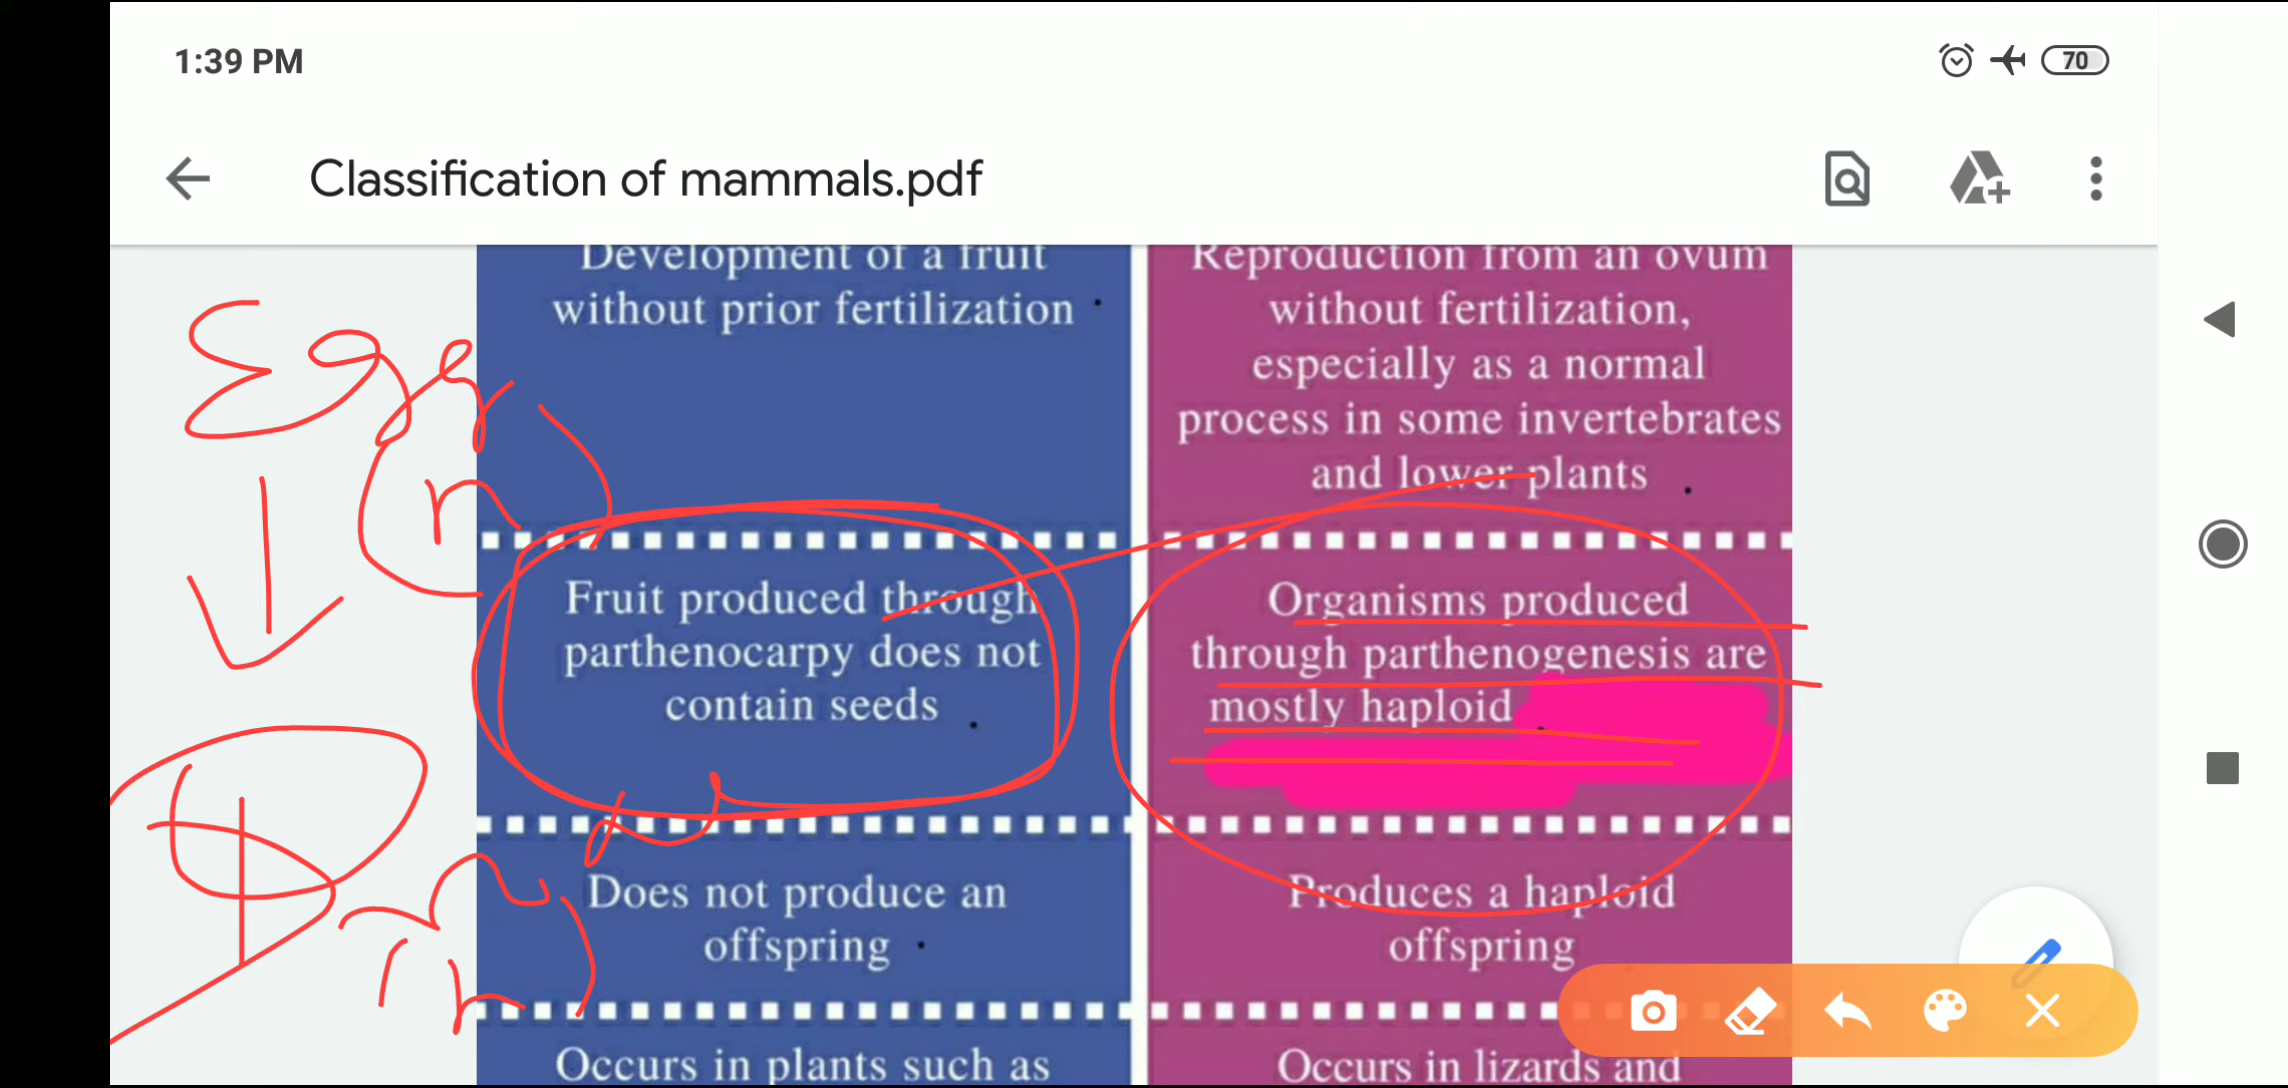 1:39 PM
70
Classification of mammals.pdf
Development of a fruit
without prior fertilization
Reproduction from an ovum
without fertilization,
especially as a normal
process in some invertebrates
and lower plants
Fruit produced through
parthenocarpy does not
contain seeds
Organisms produced
through parthenogenesis are
mostly haploid
Does not produce an
offspring
Produces a haploid
offspring
Occurs in plants such as
Occurs in lizards and